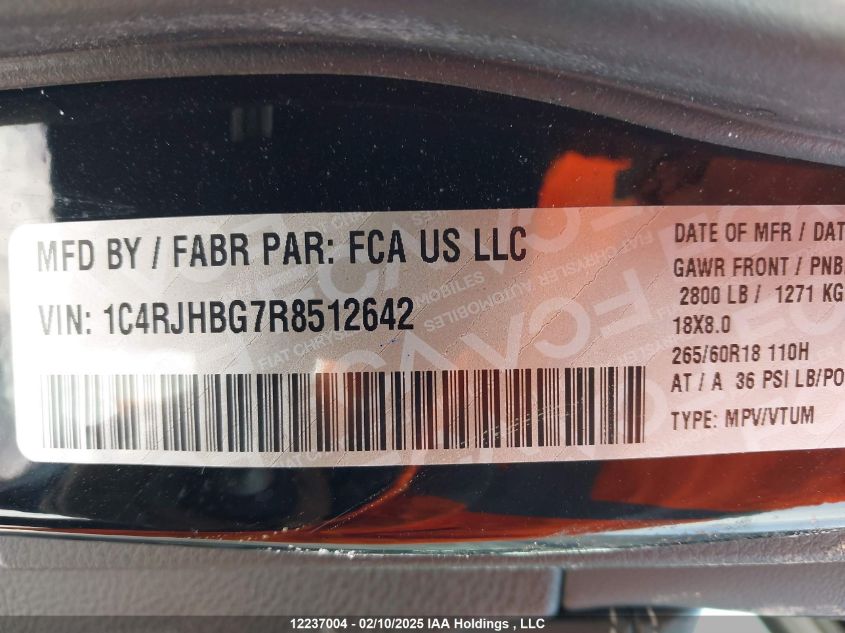 MFD BY / FABR PAR: FCA US LLC
VIN: 1C4RJHBG7R8512642
DATE OF MFR / DAT
GAWR FRONT / PNB
2800 LB / 1271 KG
18X8.0
265/60R18 110H
AT / A 36 PSI LB/PO
TYPE: MPV/VTUM
12237004 - 02/10/2025 IAA Holdings , LLC